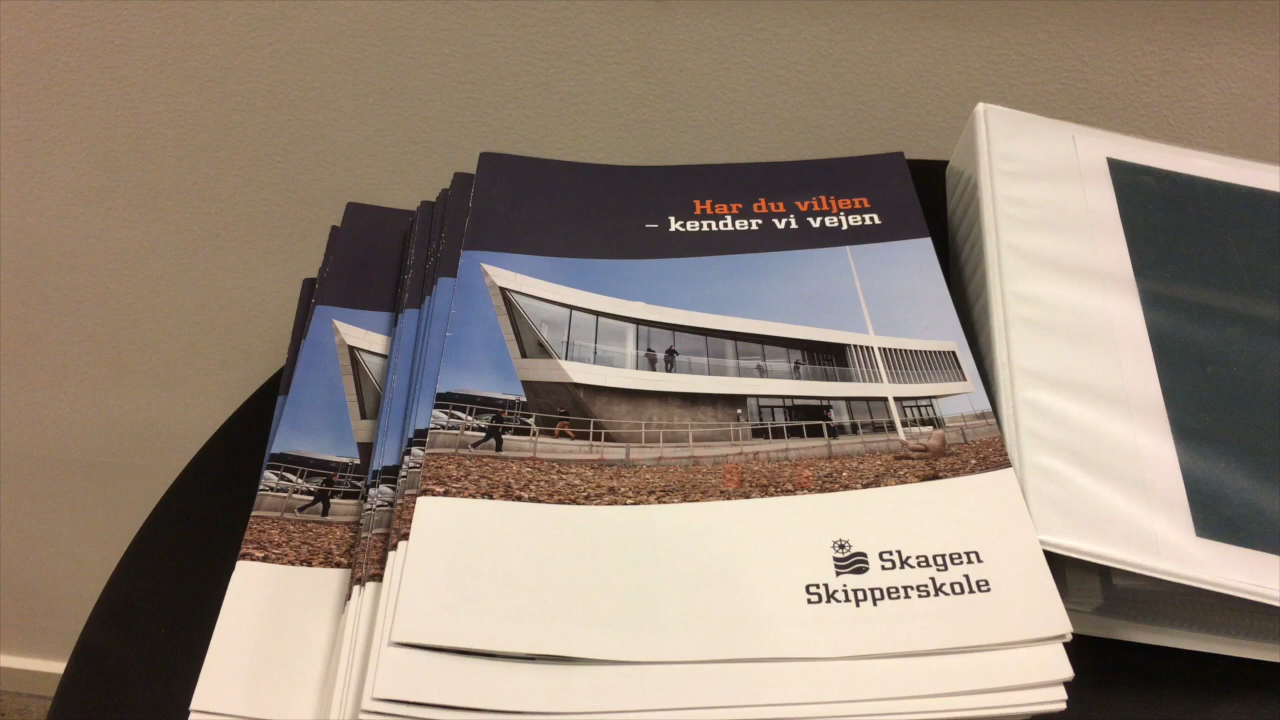 Har du viljen
– kender vi vejen
Skagen
Skipperskole